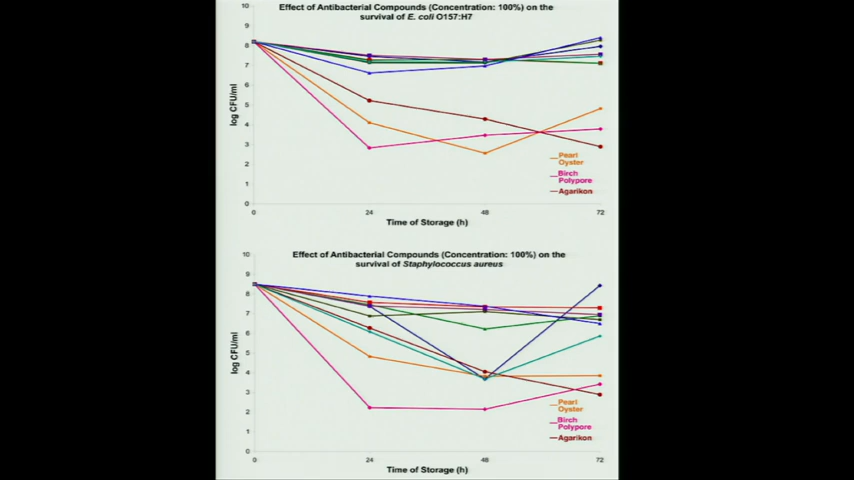 Effect of Antibacterial Compounds (Concentration: 100%) on the
survival of E. coli O157:H7
10
9
8
7
6
5
4
3
2
1
0
log CFU/ml
0 24 48 72
Time of Storage (h)
Pearl
Oyster
Birch
Polypore
Agarikon
Effect of Antibacterial Compounds (Concentration: 100%) on the
survival of Staphylococcus aureus
10
9
8
7
6
5
4
3
2
1
0
log CFU/ml
0 24 48 72
Time of Storage (h)
Pearl
Oyster
Birch
Polypore
Agarikon